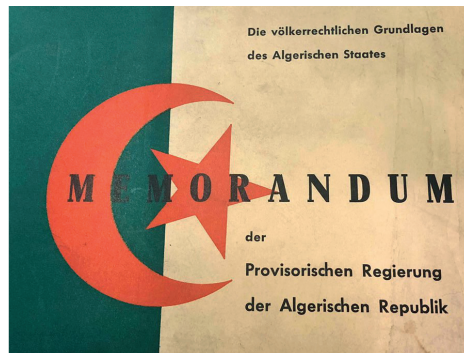 Die völkerrechtlichen Grundlagen
des Algerischen Staates
MEMORANDUM
der
Provisorischen Regierung
der Algerischen Republik